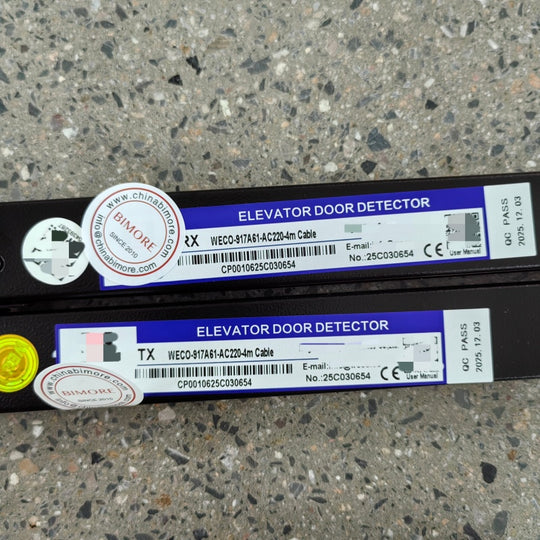 ELEVATOR DOOR DETECTOR
RX WECO-917A61-AC220-4m Cable
E-mail:
CP0010625C030654
No.:25C030654
CE
User Manual
QC PASS
2025. 12. 03
www.chinabimore.com
BIMORE
SINCE 2010
info@chinabimore.com
ELEVATOR DOOR DETECTOR
TX WECO-917A61-AC220-4m Cable
E-mail:
CP0010625C030654
No.:25C030654
CE
User Manual
QC PASS
2025. 12. 03
www.chinabimore.com
BIMORE
SINCE 2010